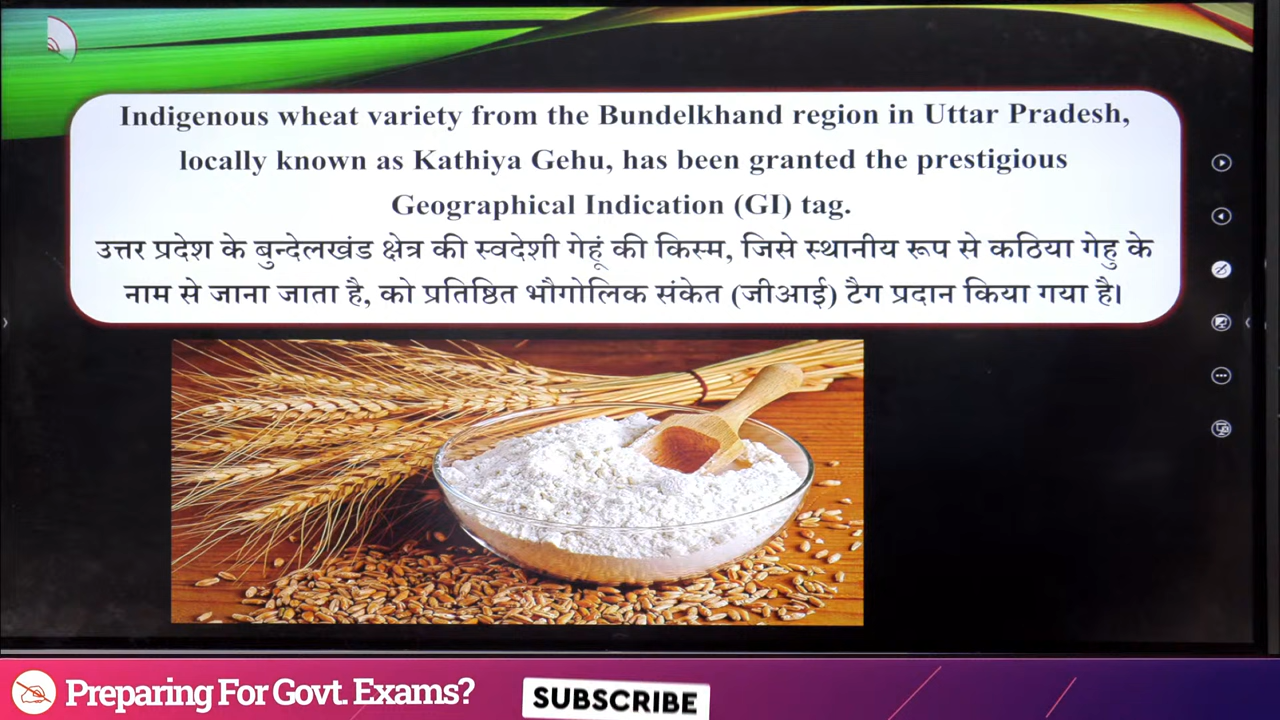 Indigenous wheat variety from the Bundelkhand region in Uttar Pradesh,
locally known as Kathiya Gehu, has been granted the prestigious
Geographical Indication (GI) tag.
उत्तर प्रदेश के बुन्देलखंड क्षेत्र की स्वदेशी गेहूं की किस्म, जिसे स्थानीय रूप से कठिया गेहु के
नाम से जाना जाता है, को प्रतिष्ठित भौगोलिक संकेत (जीआई) टैग प्रदान किया गया है।
Preparing For Govt. Exams?
SUBSCRIBE